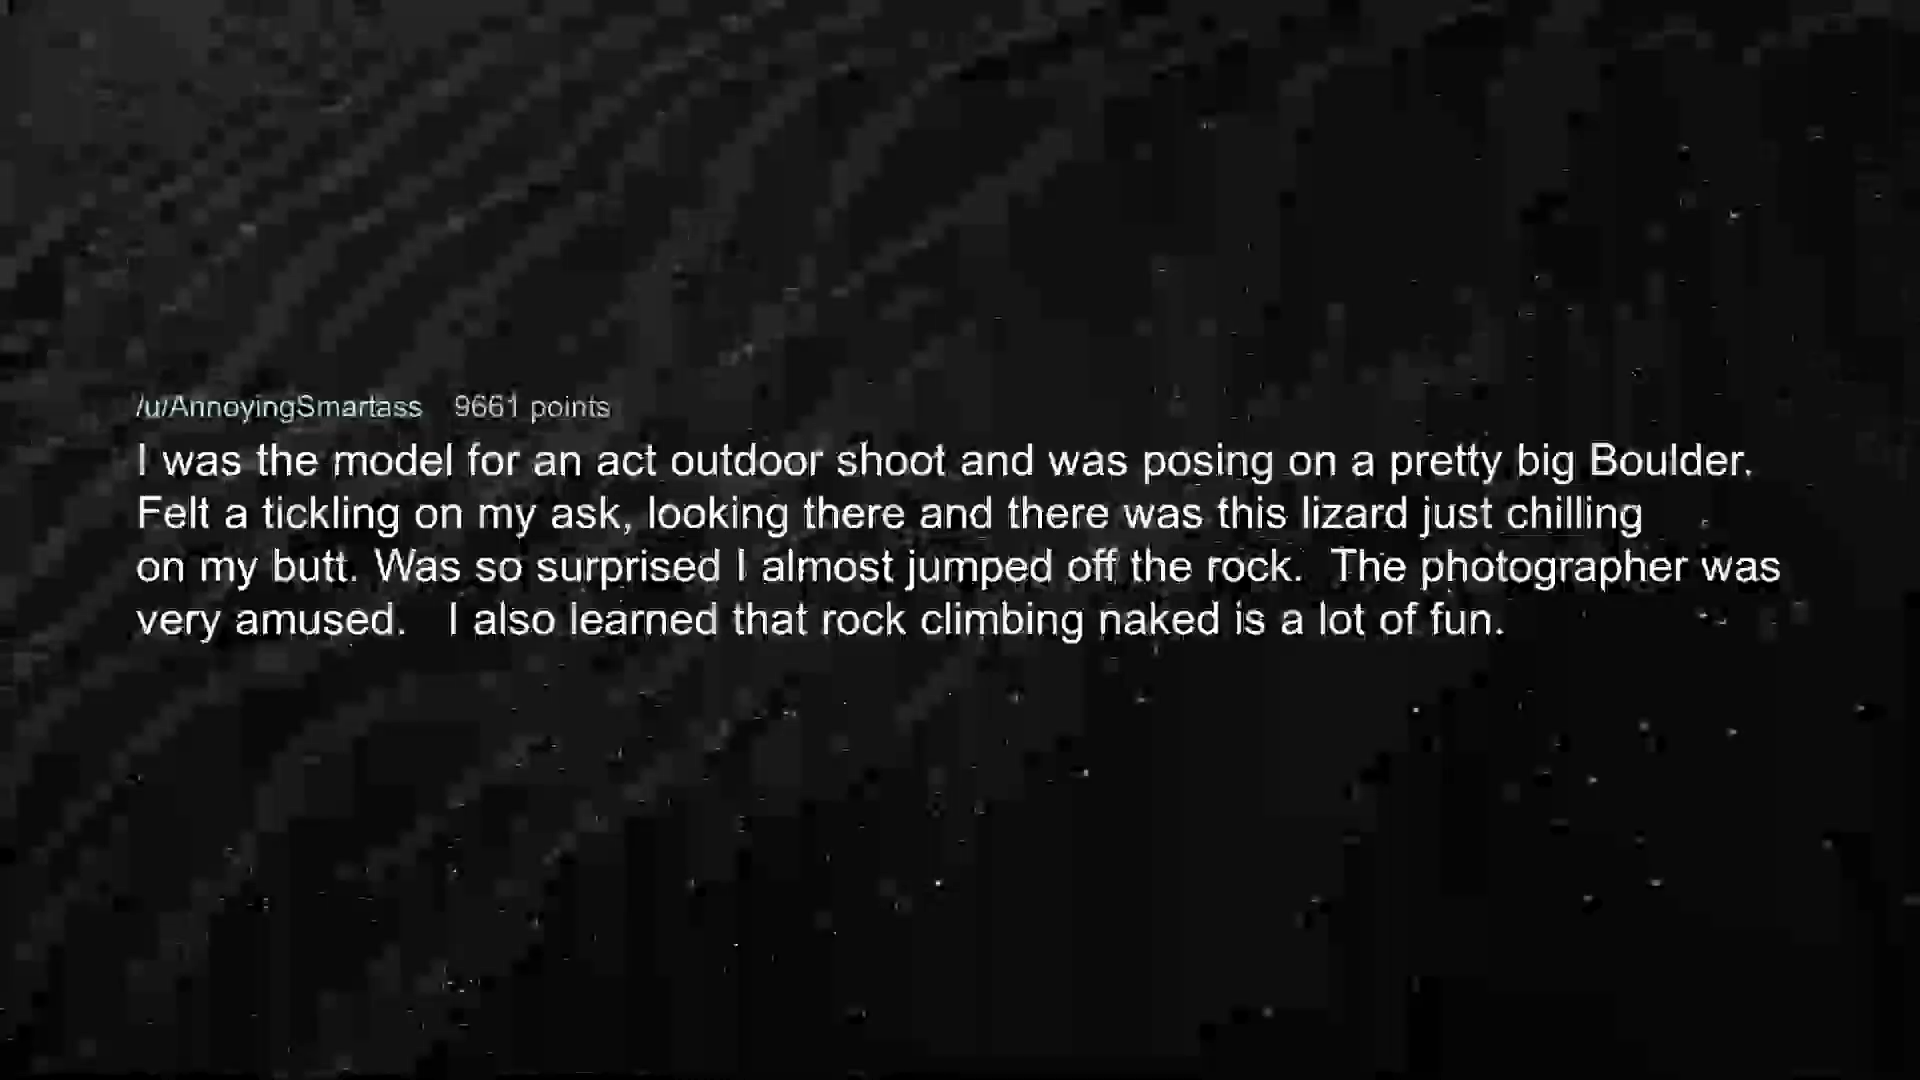 /u/AnnoyingSmartass 9661 points
I was the model for an act outdoor shoot and was posing on a pretty big Boulder.
Felt a tickling on my ask, looking there and there was this lizard just chilling
on my butt. Was so surprised I almost jumped off the rock. The photographer was
very amused. I also learned that rock climbing naked is a lot of fun.